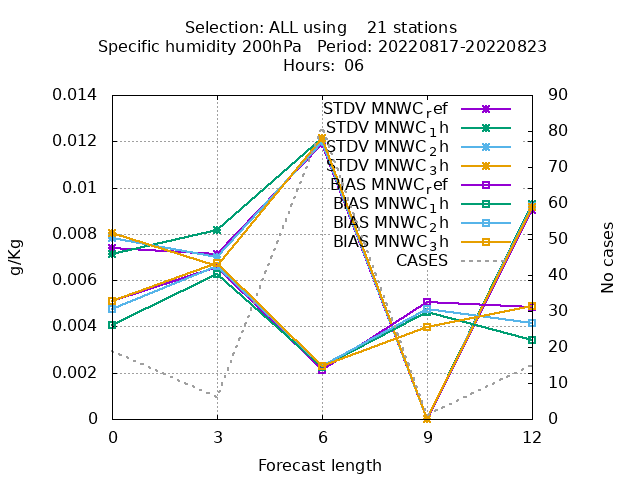 Selection: ALL using    21 stations
Specific humidity 200hPa   Period: 20220817-20220823
Hours:  06
0.014
0.012
0.01
0.008
0.006
0.004
0.002
0
g/Kg
STDV MNWC_ref
STDV MNWC_1h
STDV MNWC_2h
STDV MNWC_3h
BIAS MNWC_ref
BIAS MNWC_1h
BIAS MNWC_2h
BIAS MNWC_3h
CASES
90
80
70
60
50
40
30
20
10
0
No cases
0 3 6 9 12
Forecast length